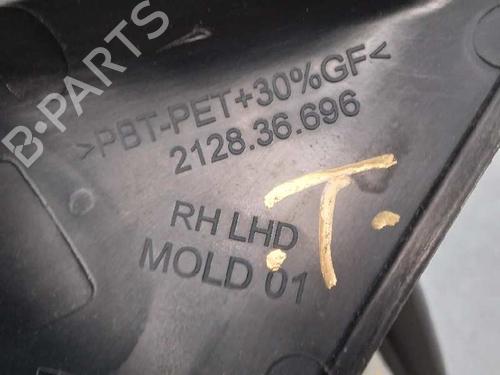 >PBT-PET+30%GF<
2128.36.696
RH LHD
MOLD 01
.T.
B-PARTS